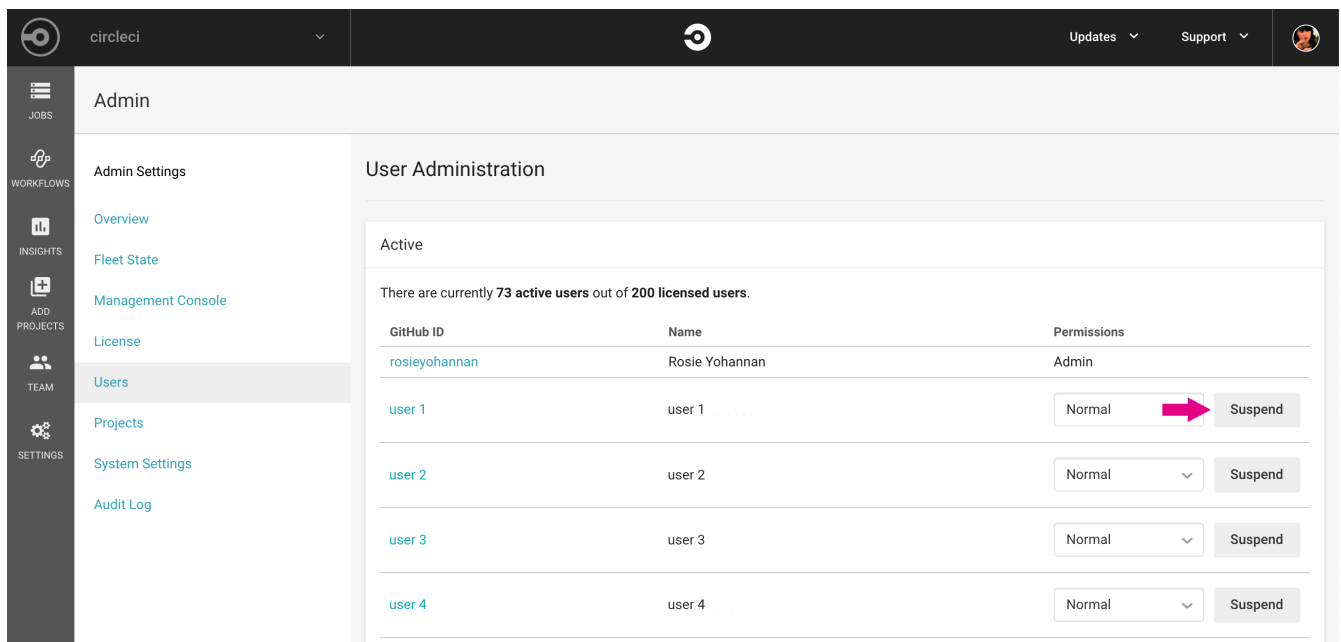 circleci
Updates
Support
JOBS
WORKFLOWS
INSIGHTS
ADD
PROJECTS
TEAM
SETTINGS
Admin
Admin Settings
Overview
Fleet State
Management Console
License
Users
Projects
System Settings
Audit Log
User Administration
Active
There are currently 73 active users out of 200 licensed users.
GitHub ID Name Permissions
rosieyohannan Rosie Yohannan Admin
user 1 user 1 Normal Suspend
user 2 user 2 Normal Suspend
user 3 user 3 Normal Suspend
user 4 user 4 Normal Suspend